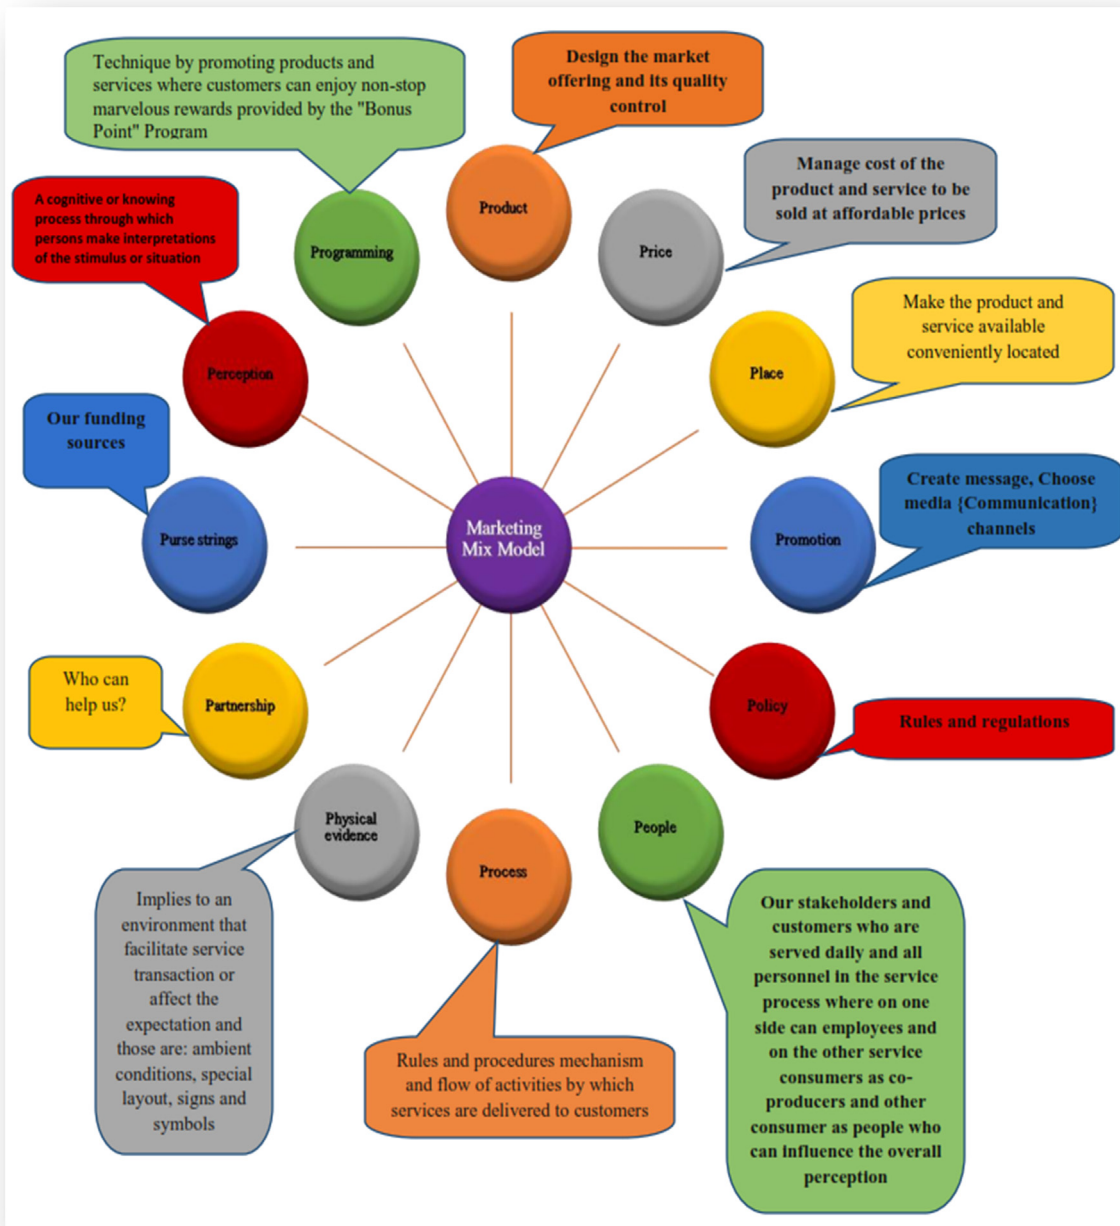 Technique by promoting products and
services where customers can enjoy non-stop
marvelous rewards provided by the "Bonus
Point" Program
Design the market
offering and its quality
control
Manage cost of the
product and service to be
sold at affordable prices
A cognitive or knowing
process through which
persons make interpretations
of the stimulus or situation
Programming
Product
Price
Make the product and
service available
conveniently located
Perception
Place
Our funding
sources
Create message, Choose
media {Communication}
channels
Purse strings
Marketing
Mix Model
Promotion
Who can
help us?
Partnership
Policy
Rules and regulations
Physical
evidence
Process
People
Implies to an
environment that
facilitate service
transaction or
affect the
expectation and
those are: ambient
conditions, special
layout, signs and
symbols
Rules and procedures mechanism
and flow of activities by which
services are delivered to customers
Our stakeholders and
customers who are
served daily and all
personnel in the service
process where on one
side can employees and
on the other service
consumers as co-
producers and other
consumer as people who
can influence the overall
perception